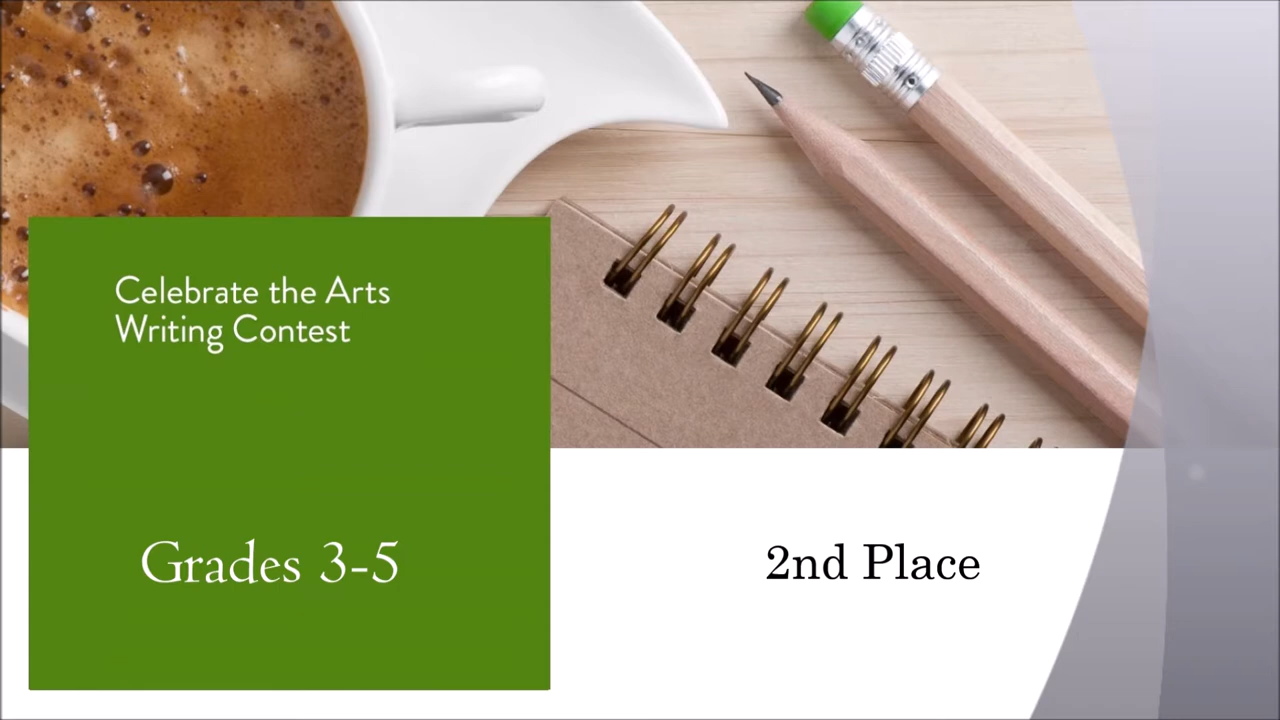 Celebrate the Arts
Writing Contest
Grades 3-5
2nd Place